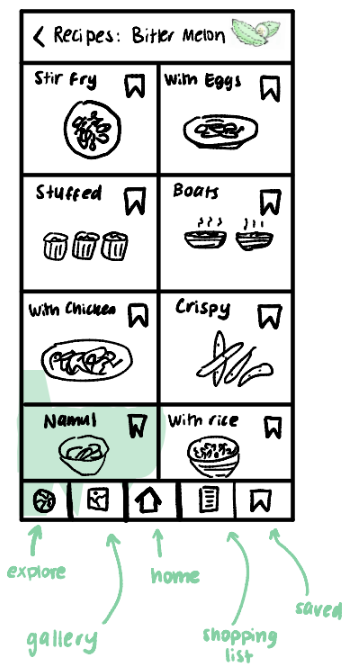 Recipes: Bitter Melon
Stir Fry
With Eggs
Stuffed
Boats
With Chicken
Crispy
Namul
With rice
explore
gallery
home
shopping
list
saved